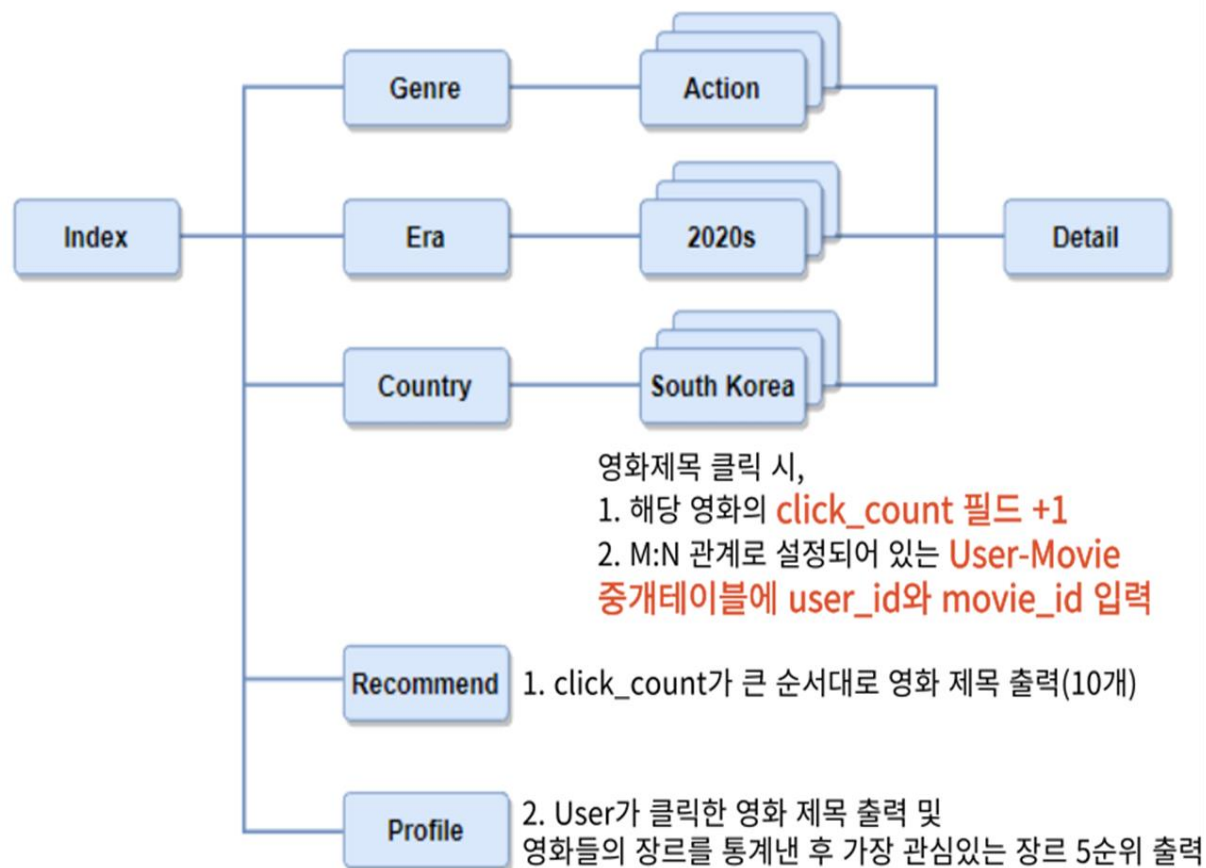 Genre
Action
Index
Era
2020s
Detail
Country
South Korea
영화제목 클릭 시,
1. 해당 영화의 click_count 필드 +1
2. M:N 관계로 설정되어 있는 User-Movie
중개테이블에 user_id와 movie_id 입력
Recommend
1. click_count가 큰 순서대로 영화 제목 출력(10개)
Profile
2. User가 클릭한 영화 제목 출력 및
영화들의 장르를 통계낸 후 가장 관심있는 장르 5순위 출력